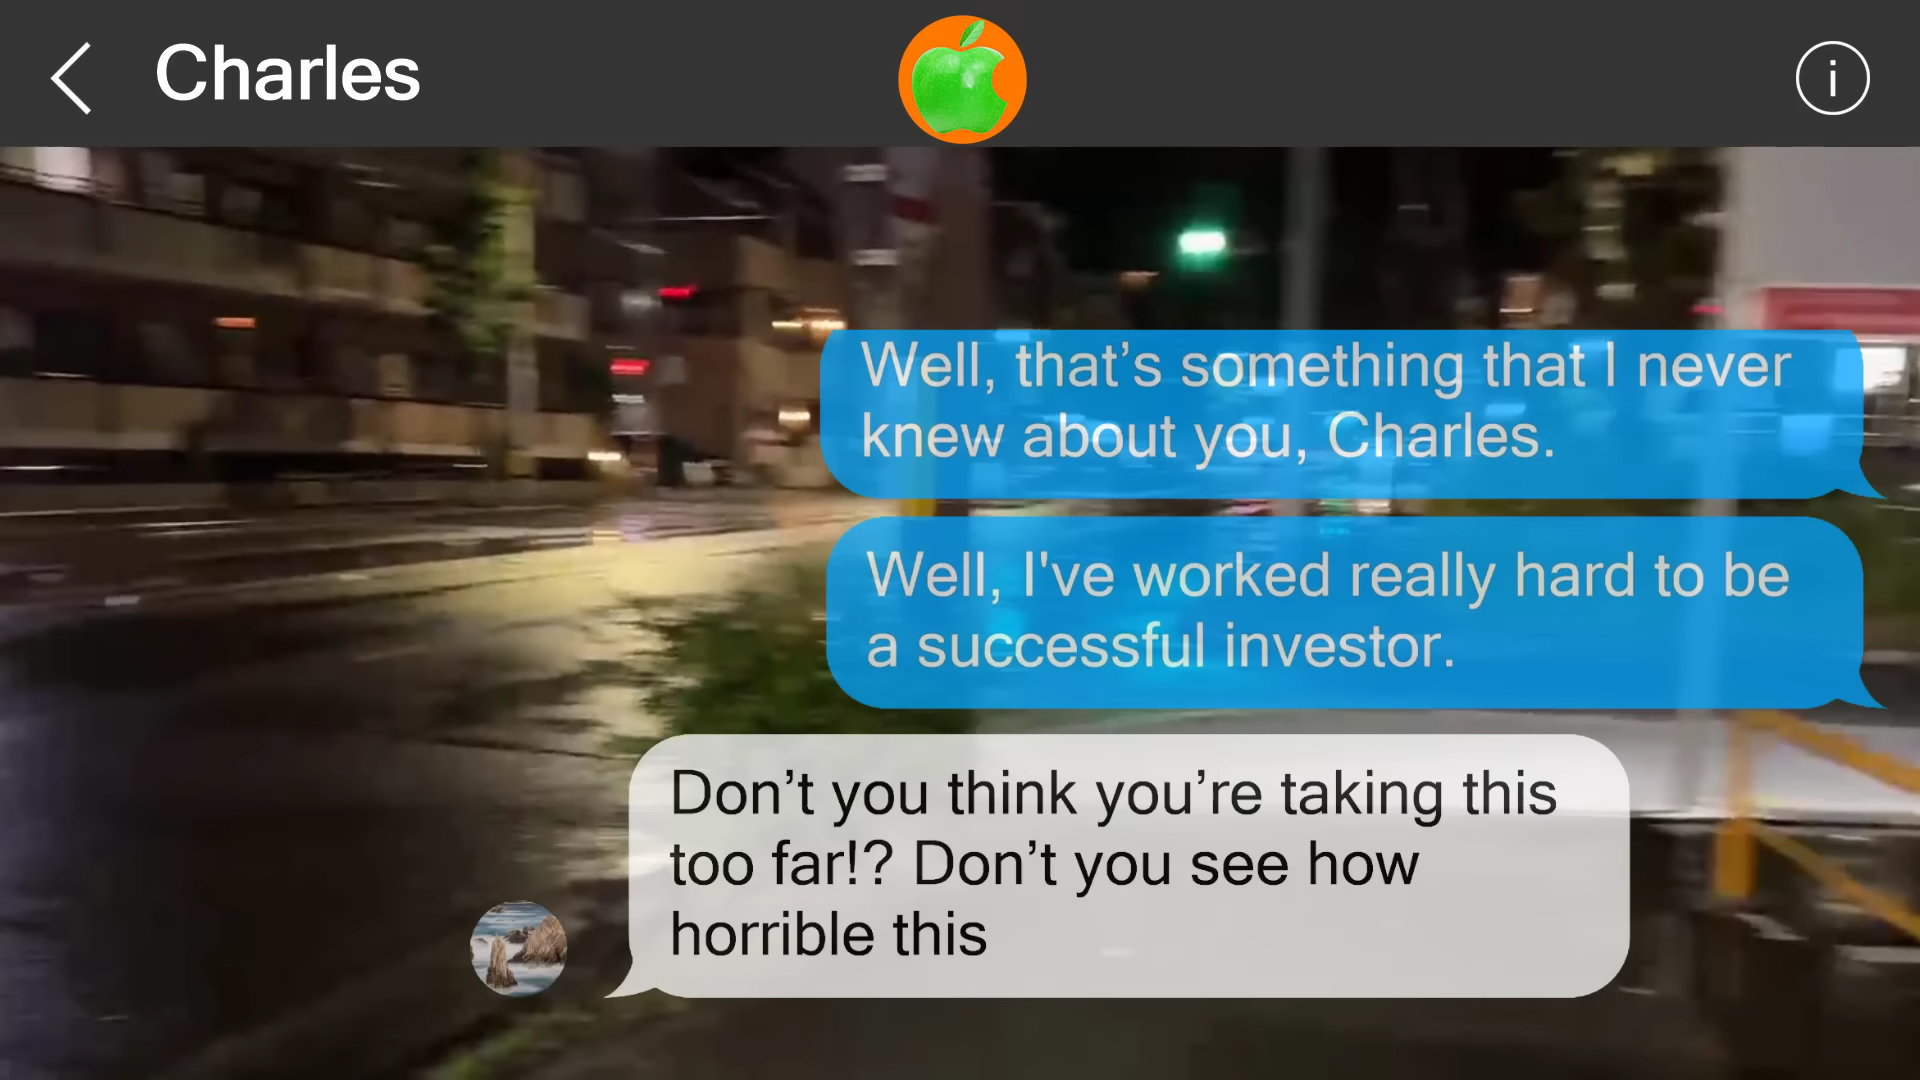 Charles
i
Well, that’s something that I never
knew about you, Charles.
Well, I've worked really hard to be
a successful investor.
Don’t you think you’re taking this
too far!? Don’t you see how
horrible this